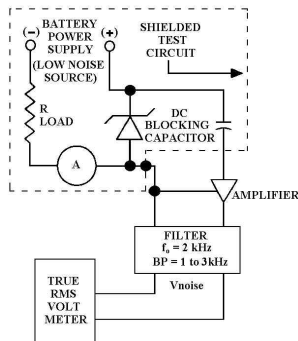 (-)
BATTERY
POWER
SUPPLY
(+)
(LOW NOISE
SOURCE)
SHIELDED
TEST
CIRCUIT
R
LOAD
DC
BLOCKING
CAPACITOR
A
AMPLIFIER
FILTER
fo = 2 kHz
BP = 1 to 3kHz
Vnoise
TRUE
RMS
VOLT
METER